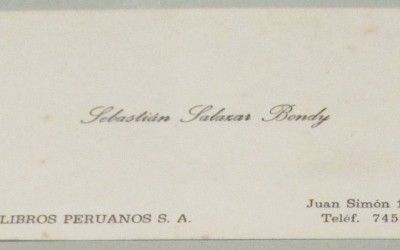 Sebastián Salazar Bondy
LIBROS PERUANOS S. A.
Juan Simón 1
Teléf. 745